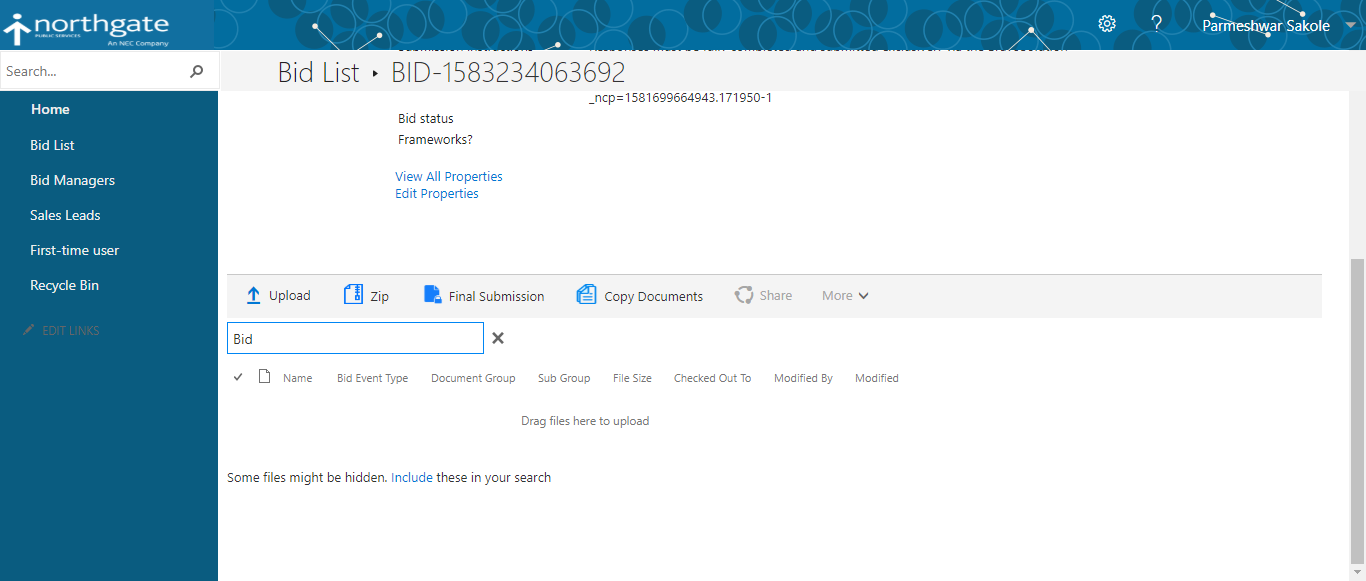 northgate
PUBLIC SERVICES
An NEC Company
?
Parmeshwar Sakole
Search...
Bid List ▸ BID-1583234063692
_ncp=1581699664943.171950-1
Home
Bid List
Bid Managers
Sales Leads
First-time user
Recycle Bin
EDIT LINKS
Bid status
Frameworks?
View All Properties
Edit Properties
Upload Zip Final Submission Copy Documents Share More
Bid
Name Bid Event Type Document Group Sub Group File Size Checked Out To Modified By Modified
Drag files here to upload
Some files might be hidden. Include these in your search